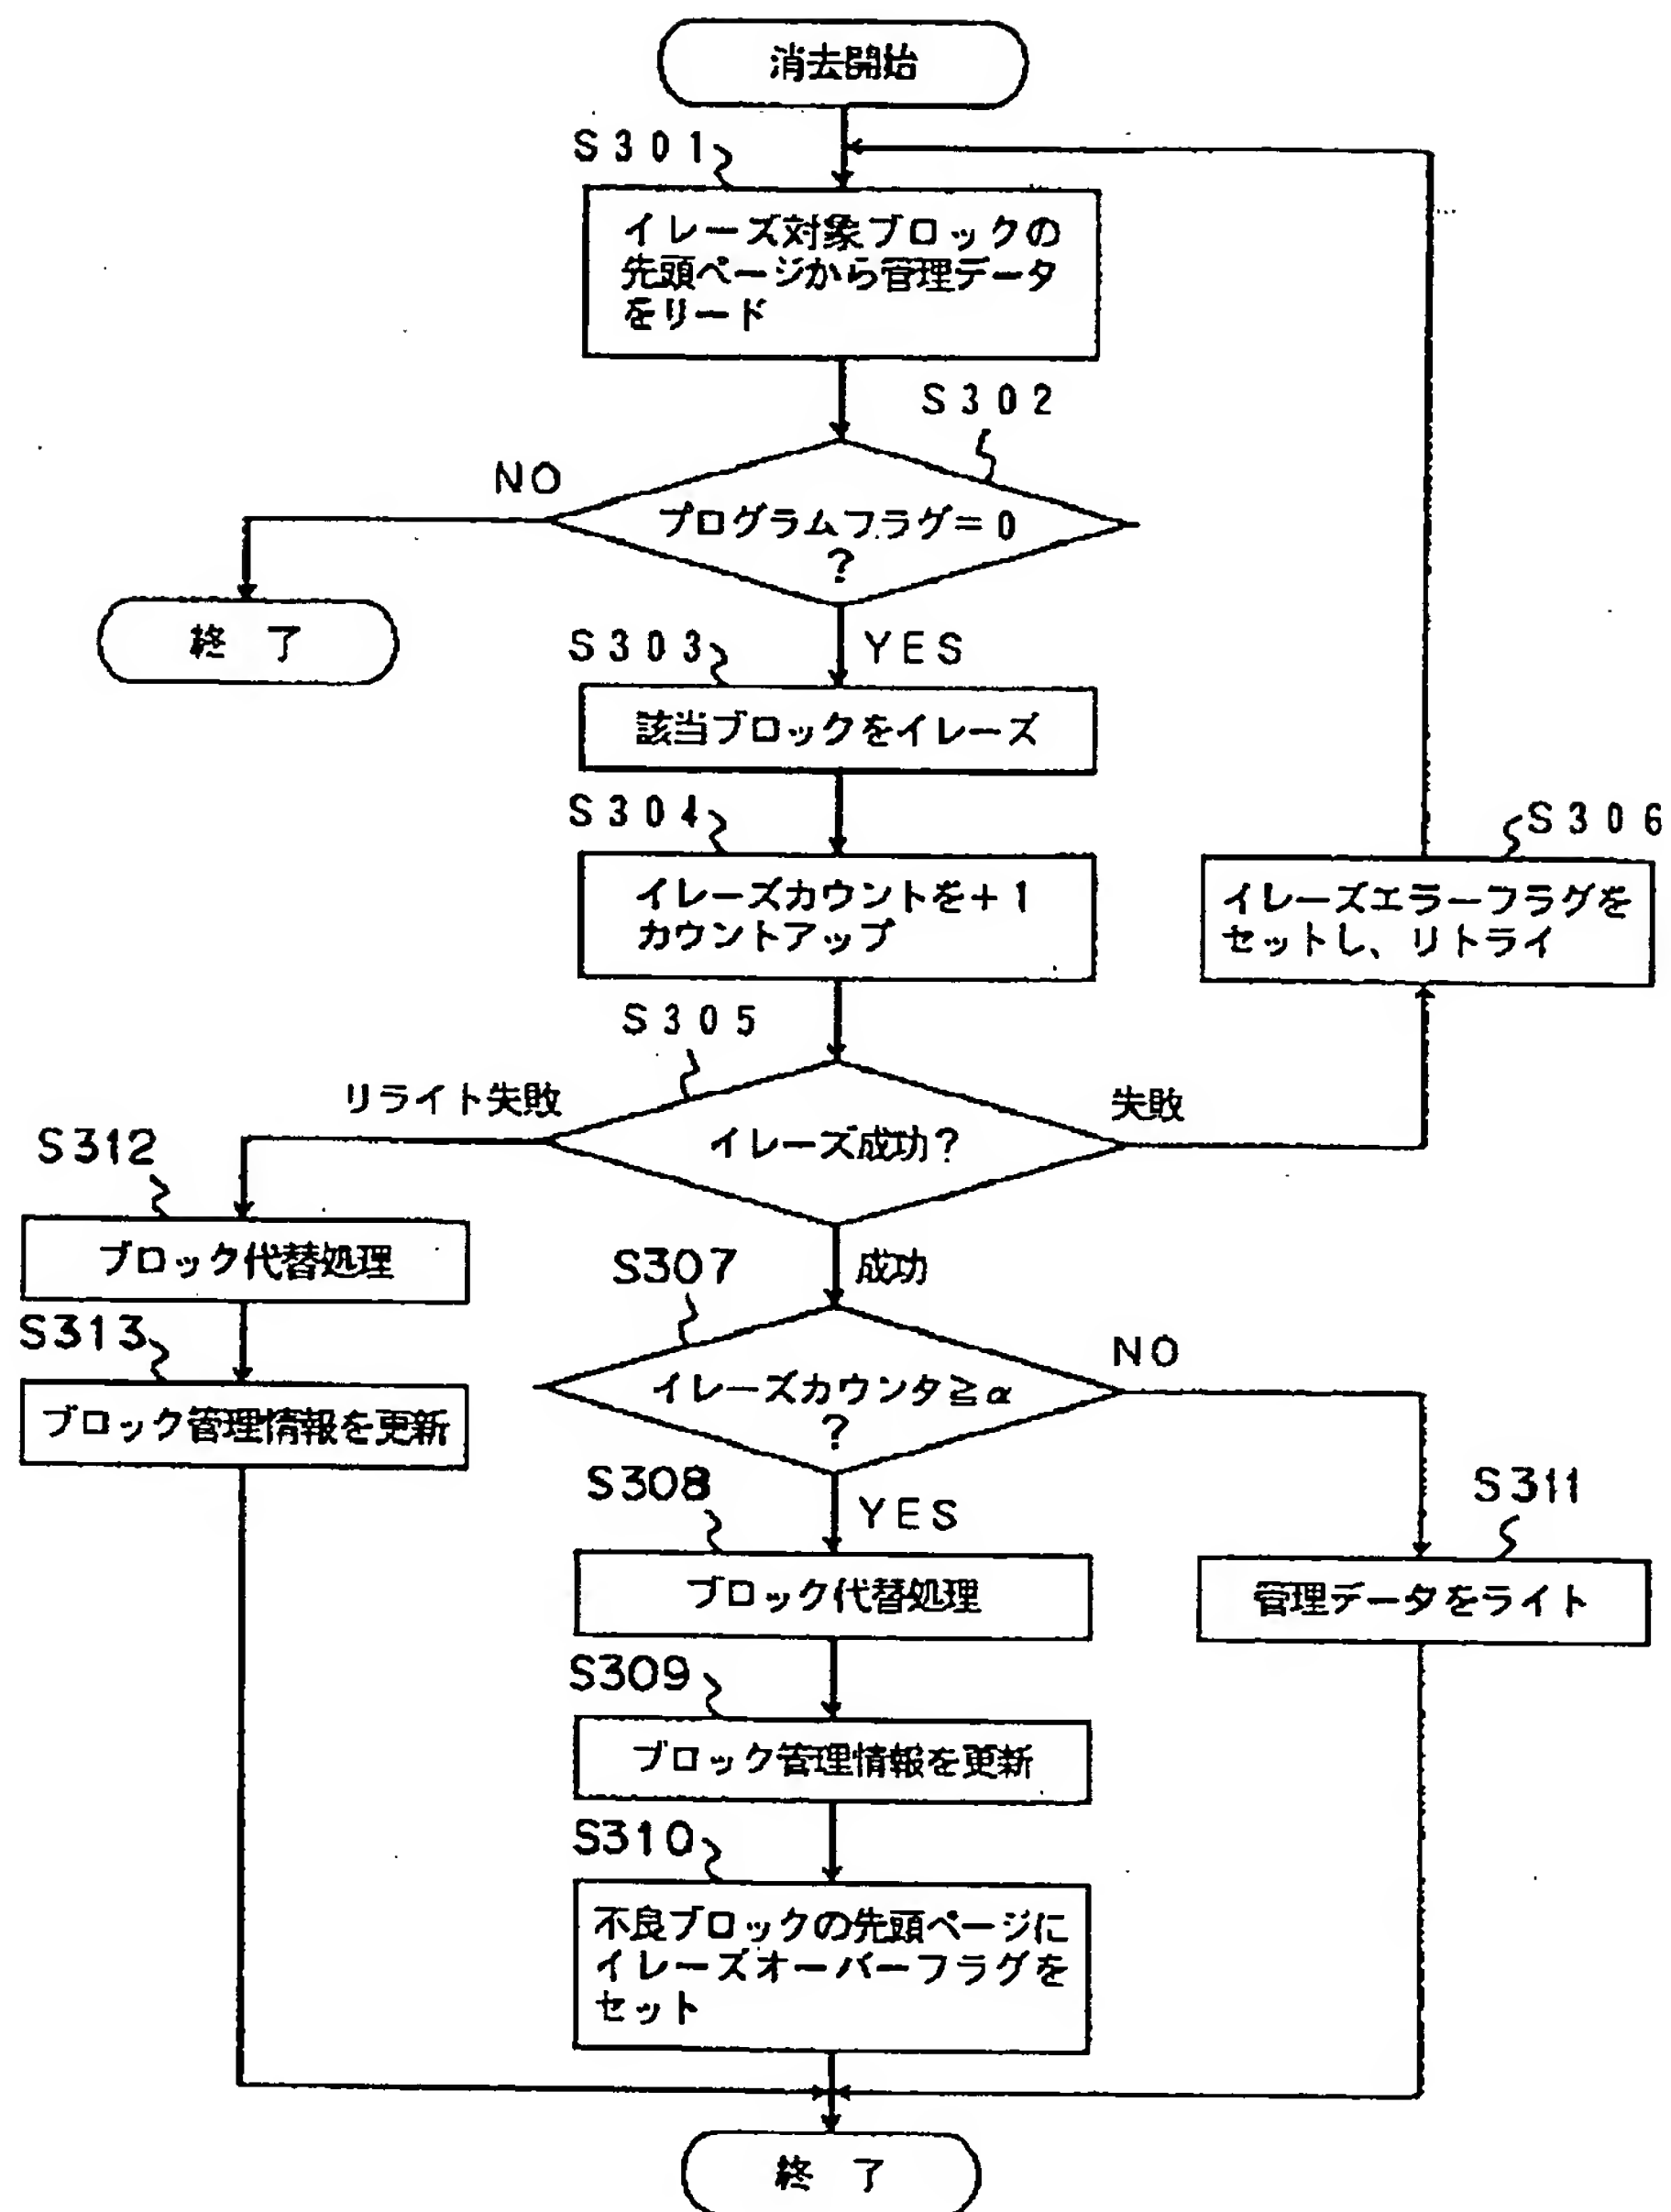 消去開始
S301
イレーズ対象ブロックの
先頭ページから管理データ
をリード
S302
NO
プログラムフラグ=0
?
終 了
S303
YES
該当ブロックをイレーズ
S304
イレーズカウントを+1
カウントアップ
S306
イレーズエラーフラグを
セットし、リトライ
S305
リライト失敗
失敗
イレーズ成功?
S312
ブロック代替処理
S307
成功
S313
ブロック管理情報を更新
NO
イレーズカウンタ≧α
?
S308
YES
S311
ブロック代替処理
管理データをライト
S309
ブロック管理情報を更新
S310
不良ブロックの先頭ページに
イレーズオーバーフラグを
セット
終 了